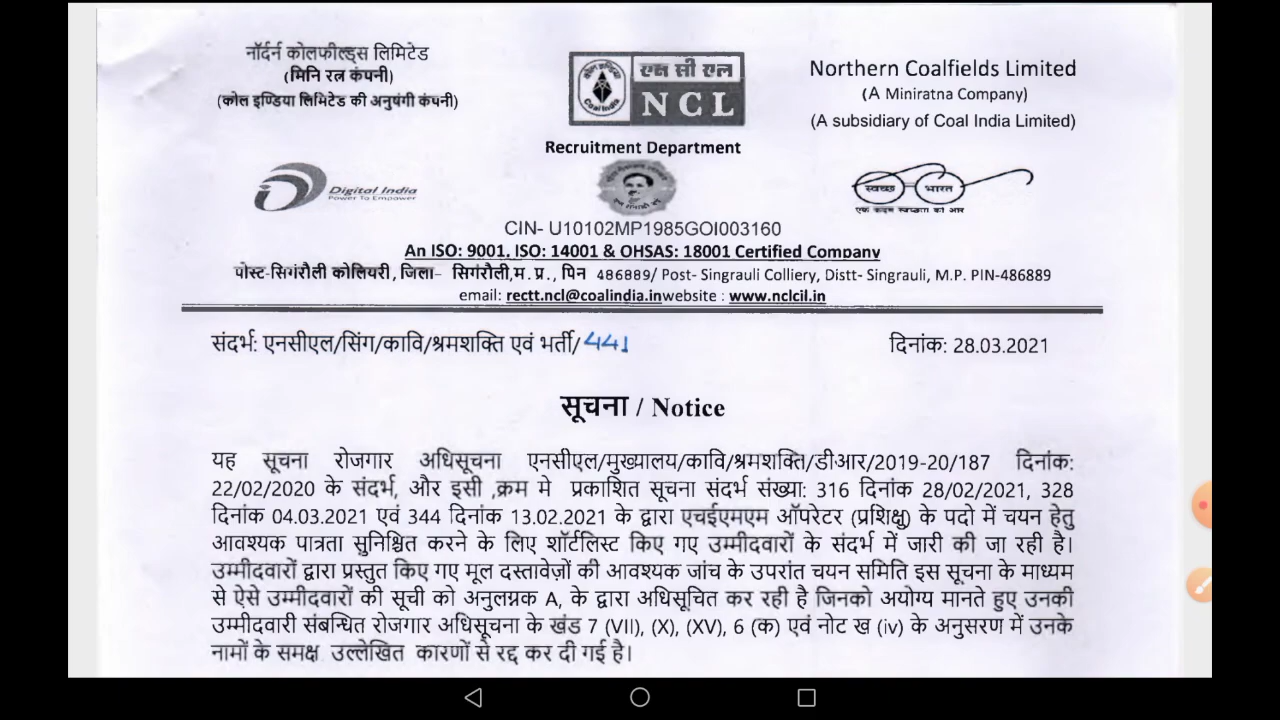 नॉर्दर्न कोलफील्ड्स लिमिटेड
(मिनि रत्न कंपनी)
(कोल इण्डिया लिमिटेड की अनुषंगी कंपनी)
एन सी एल
NCL
Coal India
Northern Coalfields Limited
(A Miniratna Company)
(A subsidiary of Coal India Limited)
Recruitment Department
Digital India
Power To Empower
स्वच्छ भारत
एक कदम स्वच्छता की ओर
CIN- U10102MP1985GOI003160
An ISO: 9001, ISO: 14001 & OHSAS: 18001 Certified Company
पोस्ट-सिगंरौली कोलियरी, जिला- सिगंरौली,म. प्र., पिन 486889/ Post- Singrauli Colliery, Distt- Singrauli, M.P. PIN-486889
email: rectt.ncl@coalindia.inwebsite : www.nclcil.in
संदर्भ: एनसीएल/सिंग/कावि/श्रमशक्ति एवं भर्ती/441
दिनांक: 28.03.2021
सूचना / Notice
यह सूचना रोजगार अधिसूचना एनसीएल/मुख्यालय/कावि/श्रमशक्ति/डीआर/2019-20/187 दिनांक:
22/02/2020 के संदर्भ, और इसी ,क्रम मे प्रकाशित सूचना संदर्भ संख्या: 316 दिनांक 28/02/2021, 328
दिनांक 04.03.2021 एवं 344 दिनांक 13.02.2021 के द्वारा एचईएमएम ऑपरेटर (प्रशिक्षु) के पदो में चयन हेतु
आवश्यक पात्रता सुनिश्चित करने के लिए शॉर्टलिस्ट किए गए उम्मीदवारों के संदर्भ में जारी की जा रही है।
उम्मीदवारों द्वारा प्रस्तुत किए गए मूल दस्तावेज़ों की आवश्यक जांच के उपरांत चयन समिति इस सूचना के माध्यम
से ऐसे उम्मीदवारों की सूची को अनुलग्नक A, के द्वारा अधिसूचित कर रही है जिनको अयोग्य मानते हुए उनकी
उम्मीदवारी संबन्धित रोजगार अधिसूचना के खंड 7 (VII), (X), (XV), 6 (क) एवं नोट ख (iv) के अनुसरण में उनके
नामों के समक्ष उल्लेखित कारणों से रद्द कर दी गई है।